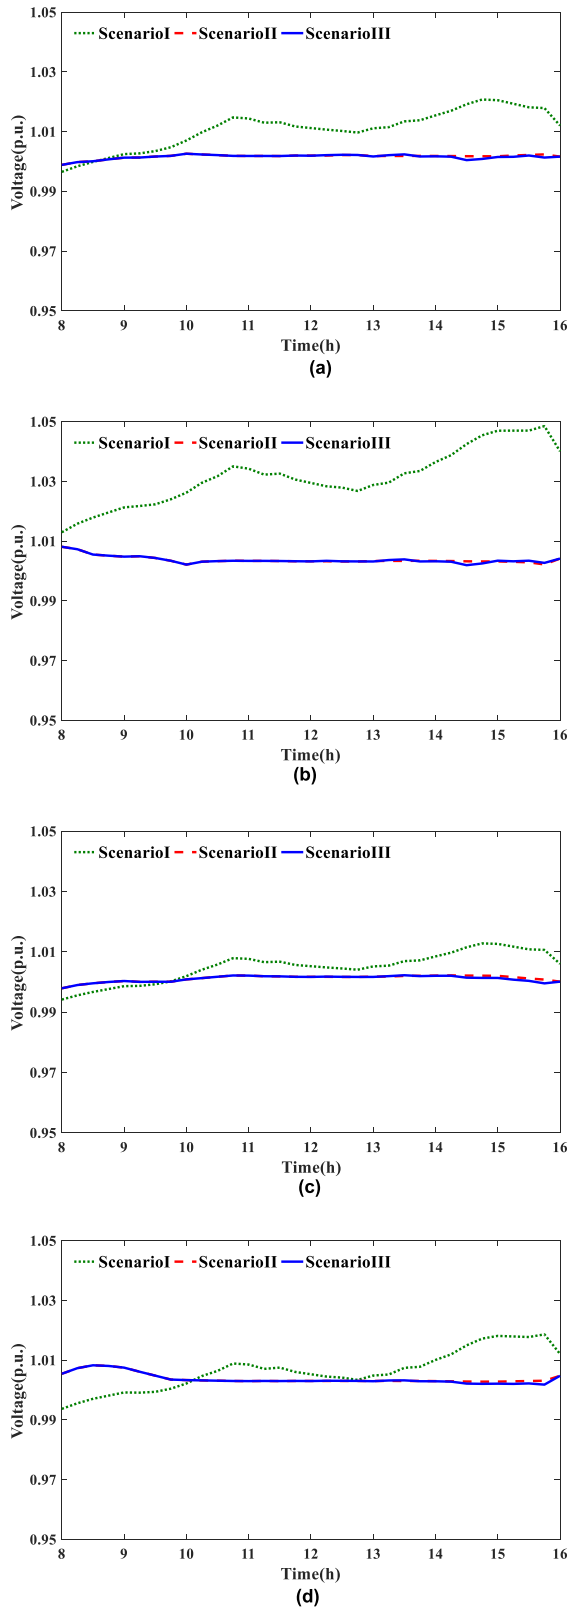 1.05
ScenarioI ScenarioII ScenarioIII
1.03
1.01
0.99
0.97
0.95
Voltage(p.u.)
8 9 10 11 12 13 14 15 16
Time(h)
(a)
1.05
ScenarioI ScenarioII ScenarioIII
1.03
1.01
0.99
0.97
0.95
Voltage(p.u.)
8 9 10 11 12 13 14 15 16
Time(h)
(b)
1.05
ScenarioI ScenarioII ScenarioIII
1.03
1.01
0.99
0.97
0.95
Voltage(p.u.)
8 9 10 11 12 13 14 15 16
Time(h)
(c)
1.05
ScenarioI ScenarioII ScenarioIII
1.03
1.01
0.99
0.97
0.95
Voltage(p.u.)
8 9 10 11 12 13 14 15 16
Time(h)
(d)